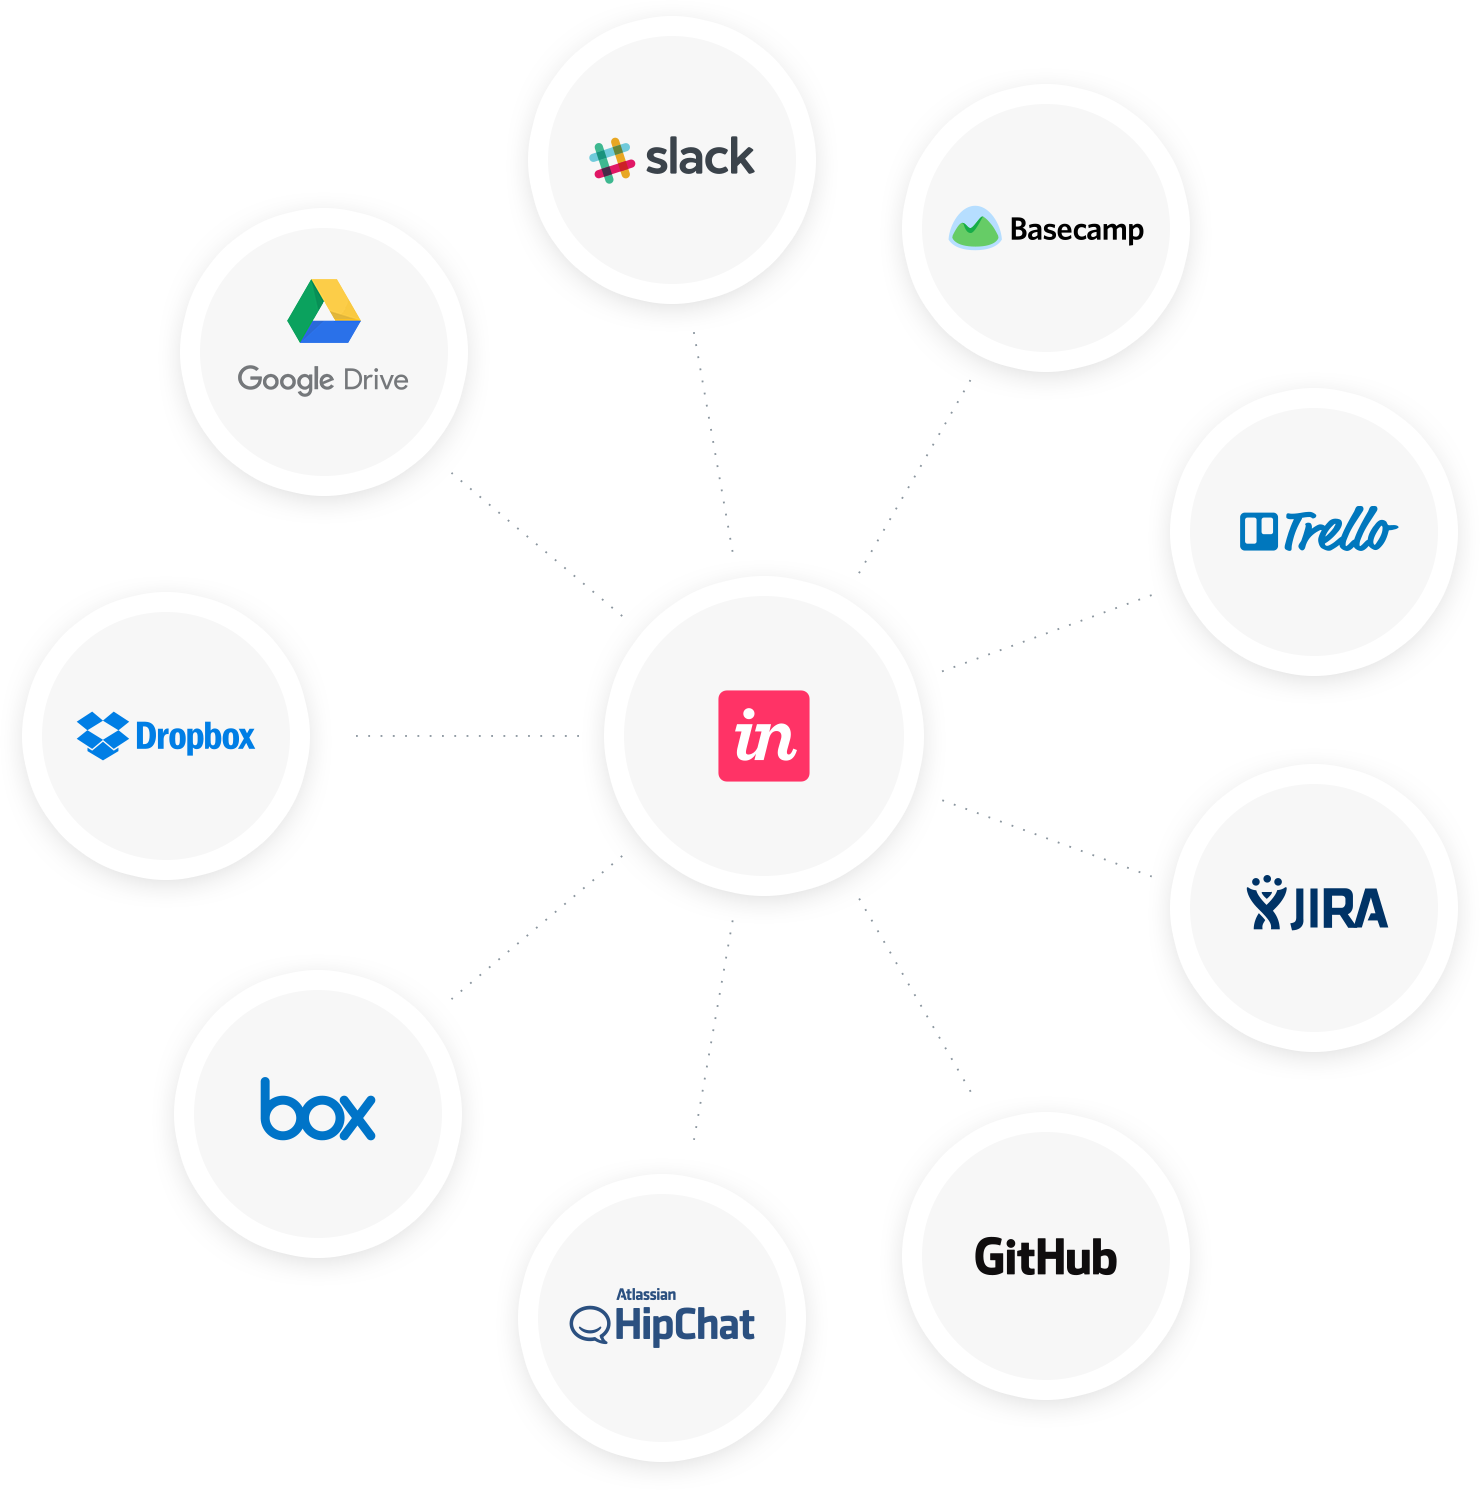 slack
Basecamp
Google Drive
Trello
Dropbox
in
JIRA
box
GitHub
Atlassian
HipChat